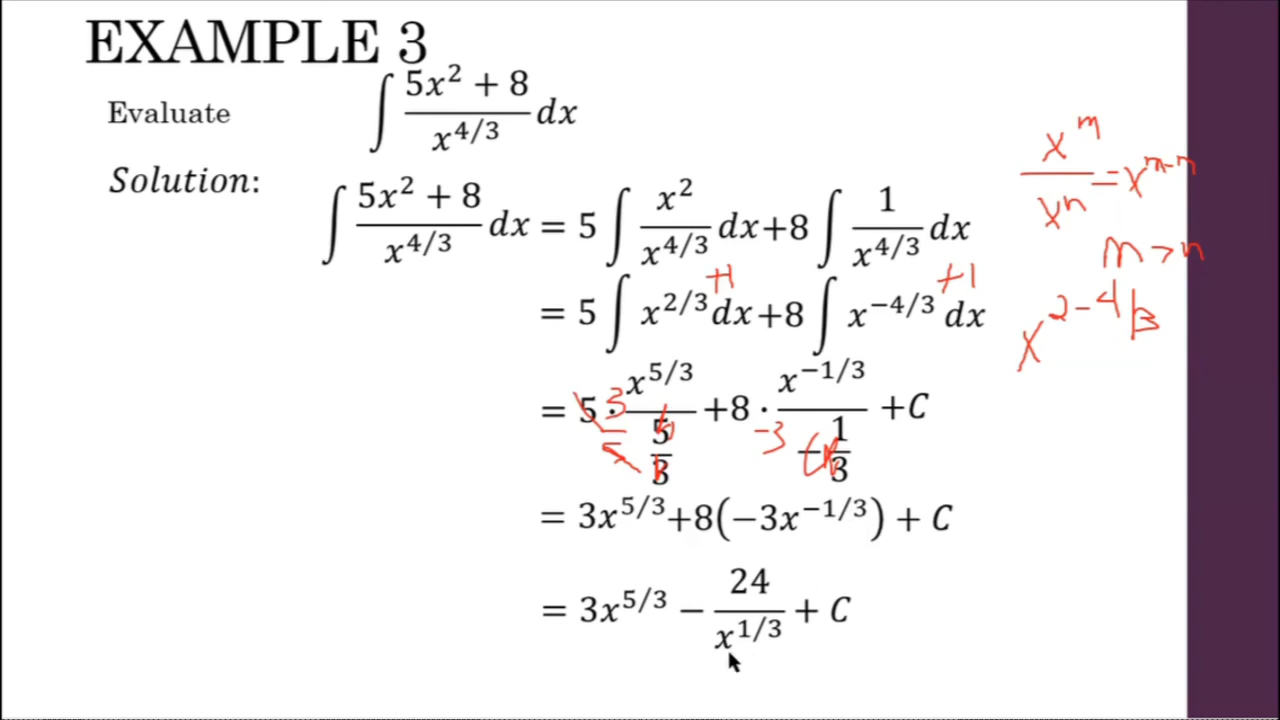 EXAMPLE 3
Evaluate ∫ (5x² + 8)/x^{4/3} dx
Solution:
∫ (5x² + 8)/x^{4/3} dx = 5 ∫ x²/x^{4/3} dx+8 ∫ 1/x^{4/3} dx
= 5 ∫ x^{2/3} dx+8 ∫ x^{−4/3} dx
= 5 · x^{5/3}/(5/3) +8 · x^{−1/3}/(−1/3) +C
= 3x^{5/3}+8(−3x^{−1/3}) + C
= 3x^{5/3} − 24/x^{1/3} + C
x^m/x^n = x^{m-n}
m > n
x^{2-4/3}
+1
+1
3/5
-3